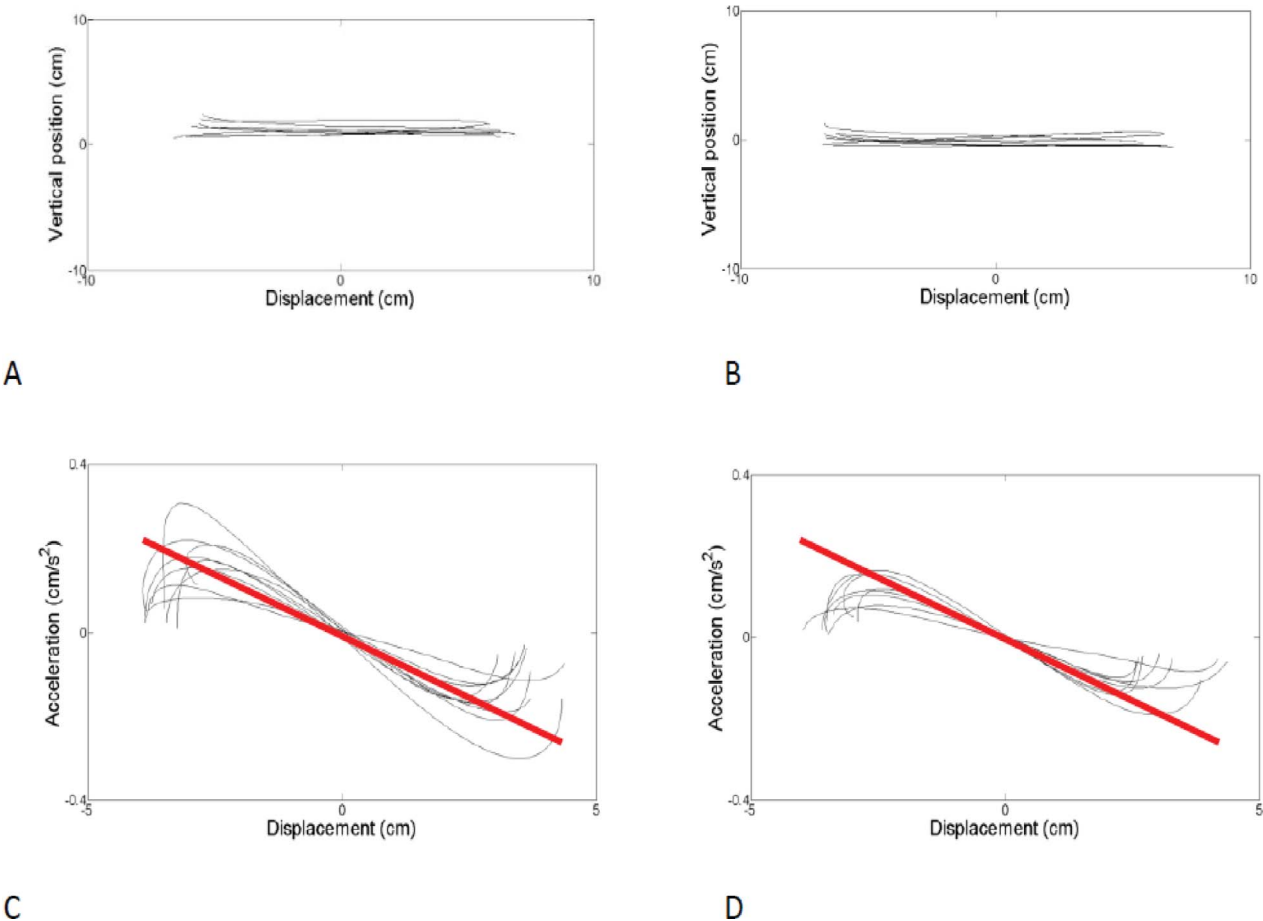 10
Vertical position (cm)
0
-10
-10
0
10
Displacement (cm)
A
10
Vertical position (cm)
0
-10
-10
0
10
Displacement (cm)
B
0.4
Acceleration (cm/s²)
0
-0.4
-5
0
5
Displacement (cm)
C
0.4
Acceleration (cm/s²)
0
-0.4
-5
0
5
Displacement (cm)
D